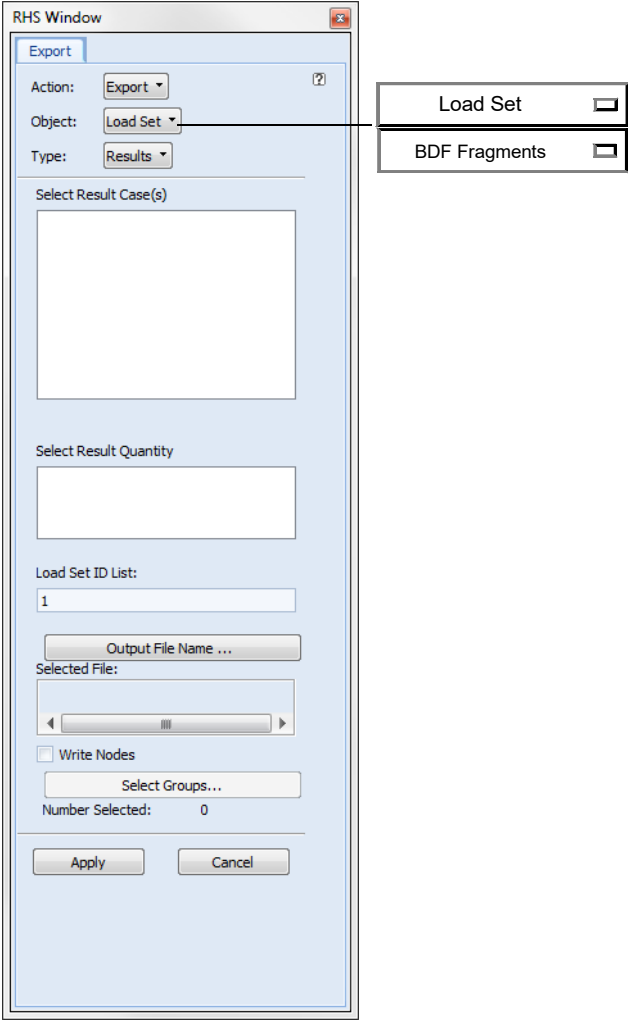 RHS Window
Export
Action: Export
?
Object: Load Set
Load Set
BDF Fragments
Type: Results
Select Result Case(s)
Select Result Quantity
Load Set ID List:
1
Output File Name ...
Selected File:
Write Nodes
Select Groups...
Number Selected: 0
Apply Cancel